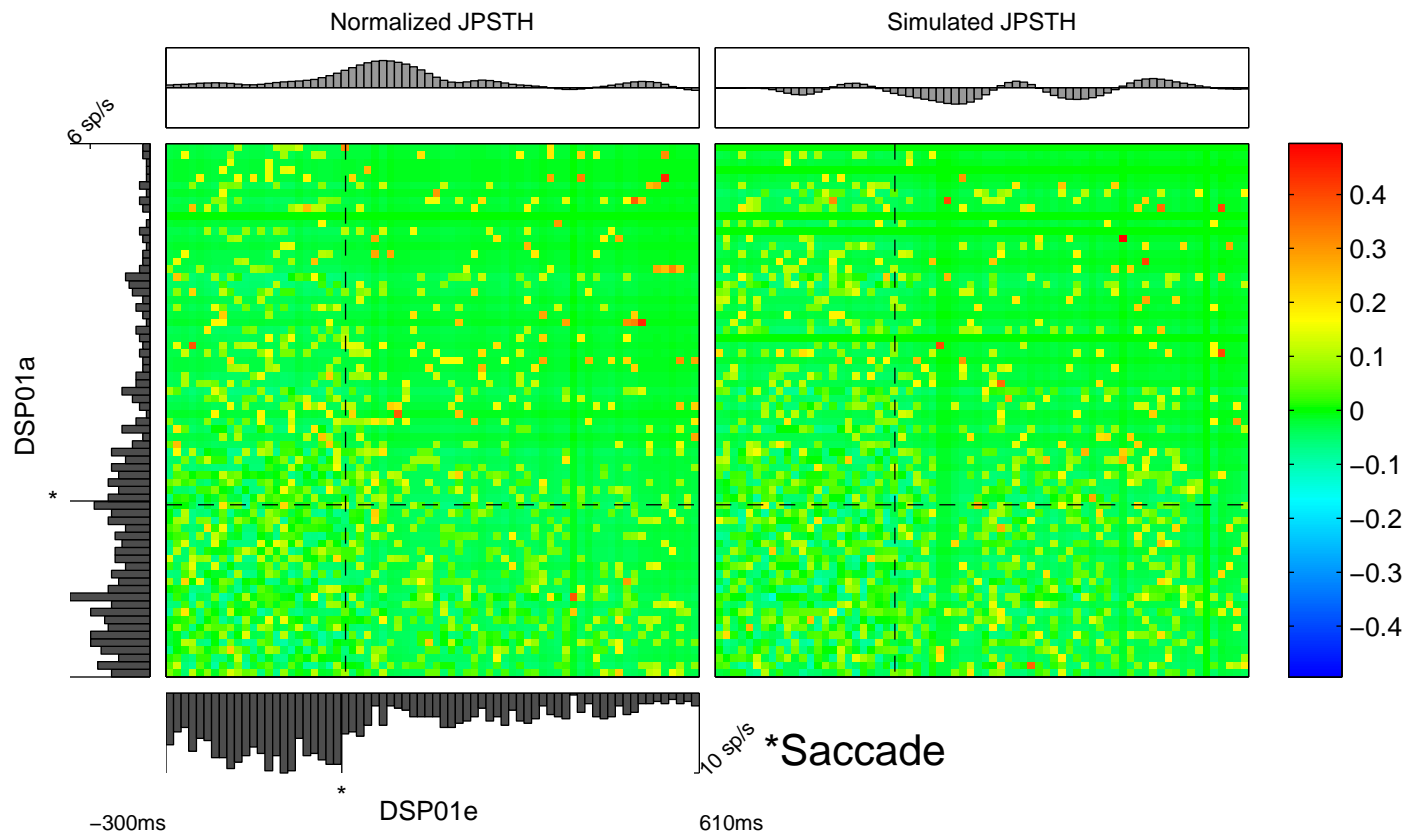 Normalized JPSTH
Simulated JPSTH
6 sp/s
DSP01a
*
0.4
0.3
0.2
0.1
0
−0.1
−0.2
−0.3
−0.4
10 sp/s
*Saccade
*
DSP01e
−300ms
610ms